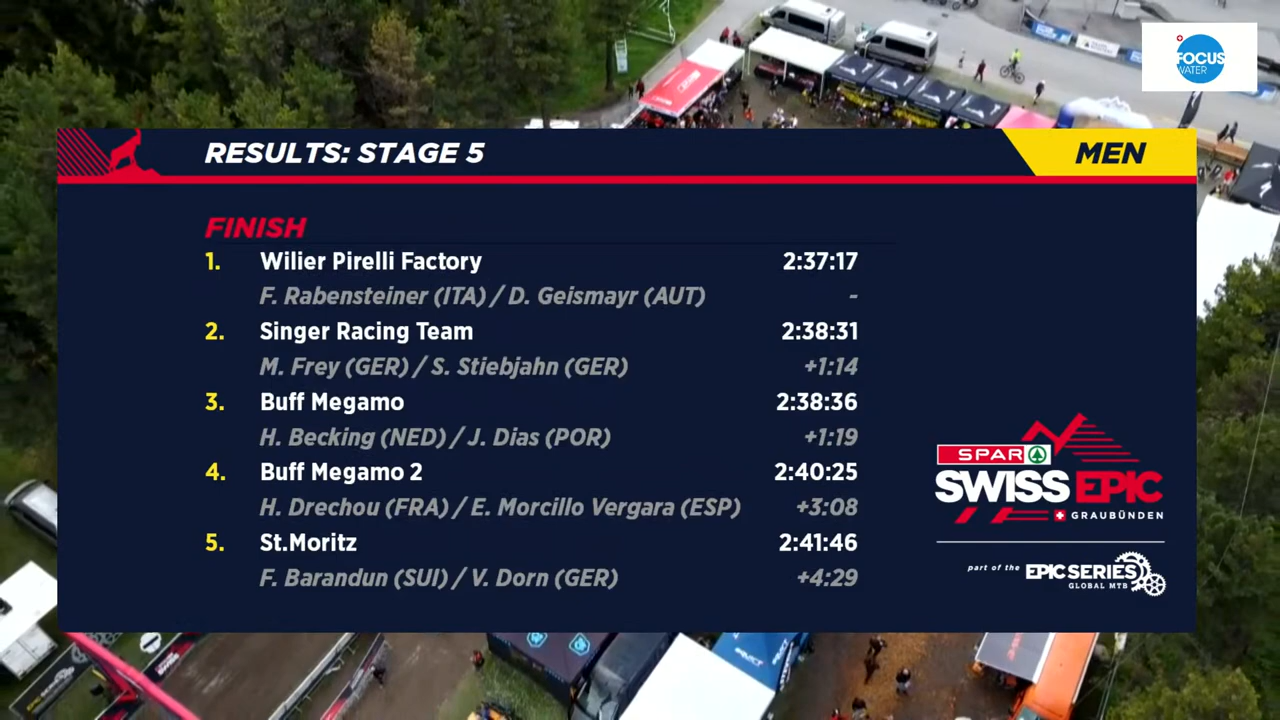 FOCUS
WATER
RESULTS: STAGE 5
MEN
FINISH
1. Wilier Pirelli Factory 2:37:17
F. Rabensteiner (ITA) / D. Geismayr (AUT) -
2. Singer Racing Team 2:38:31
M. Frey (GER) / S. Stiebjahn (GER) +1:14
3. Buff Megamo 2:38:36
H. Becking (NED) / J. Dias (POR) +1:19
4. Buff Megamo 2 2:40:25
H. Drechou (FRA) / E. Morcillo Vergara (ESP) +3:08
5. St.Moritz 2:41:46
F. Barandun (SUI) / V. Dorn (GER) +4:29
SPAR
SWISS EPIC
GRAUBÜNDEN
part of the EPIC SERIES
GLOBAL MTB